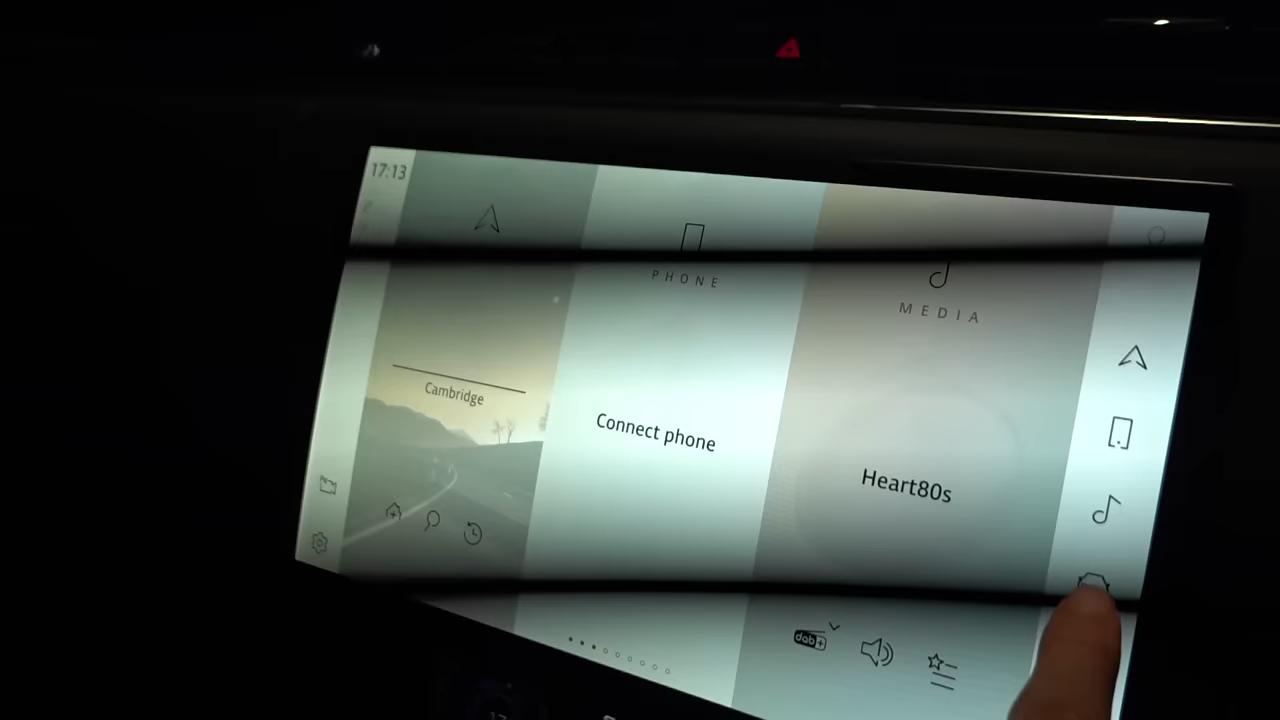 17:13
PHONE
MEDIA
Cambridge
Connect phone
Heart80s
dab+